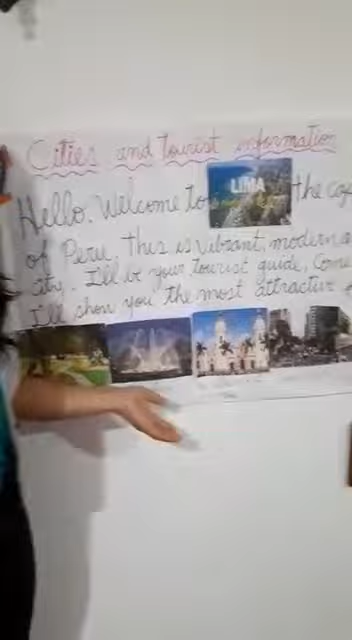 Cities and tourist information
Hello. Welcome to LIMA the cap
of Peru this is vibrant, modern a
city. I'll be your tourist guide, Come
I'll show you the most attractive